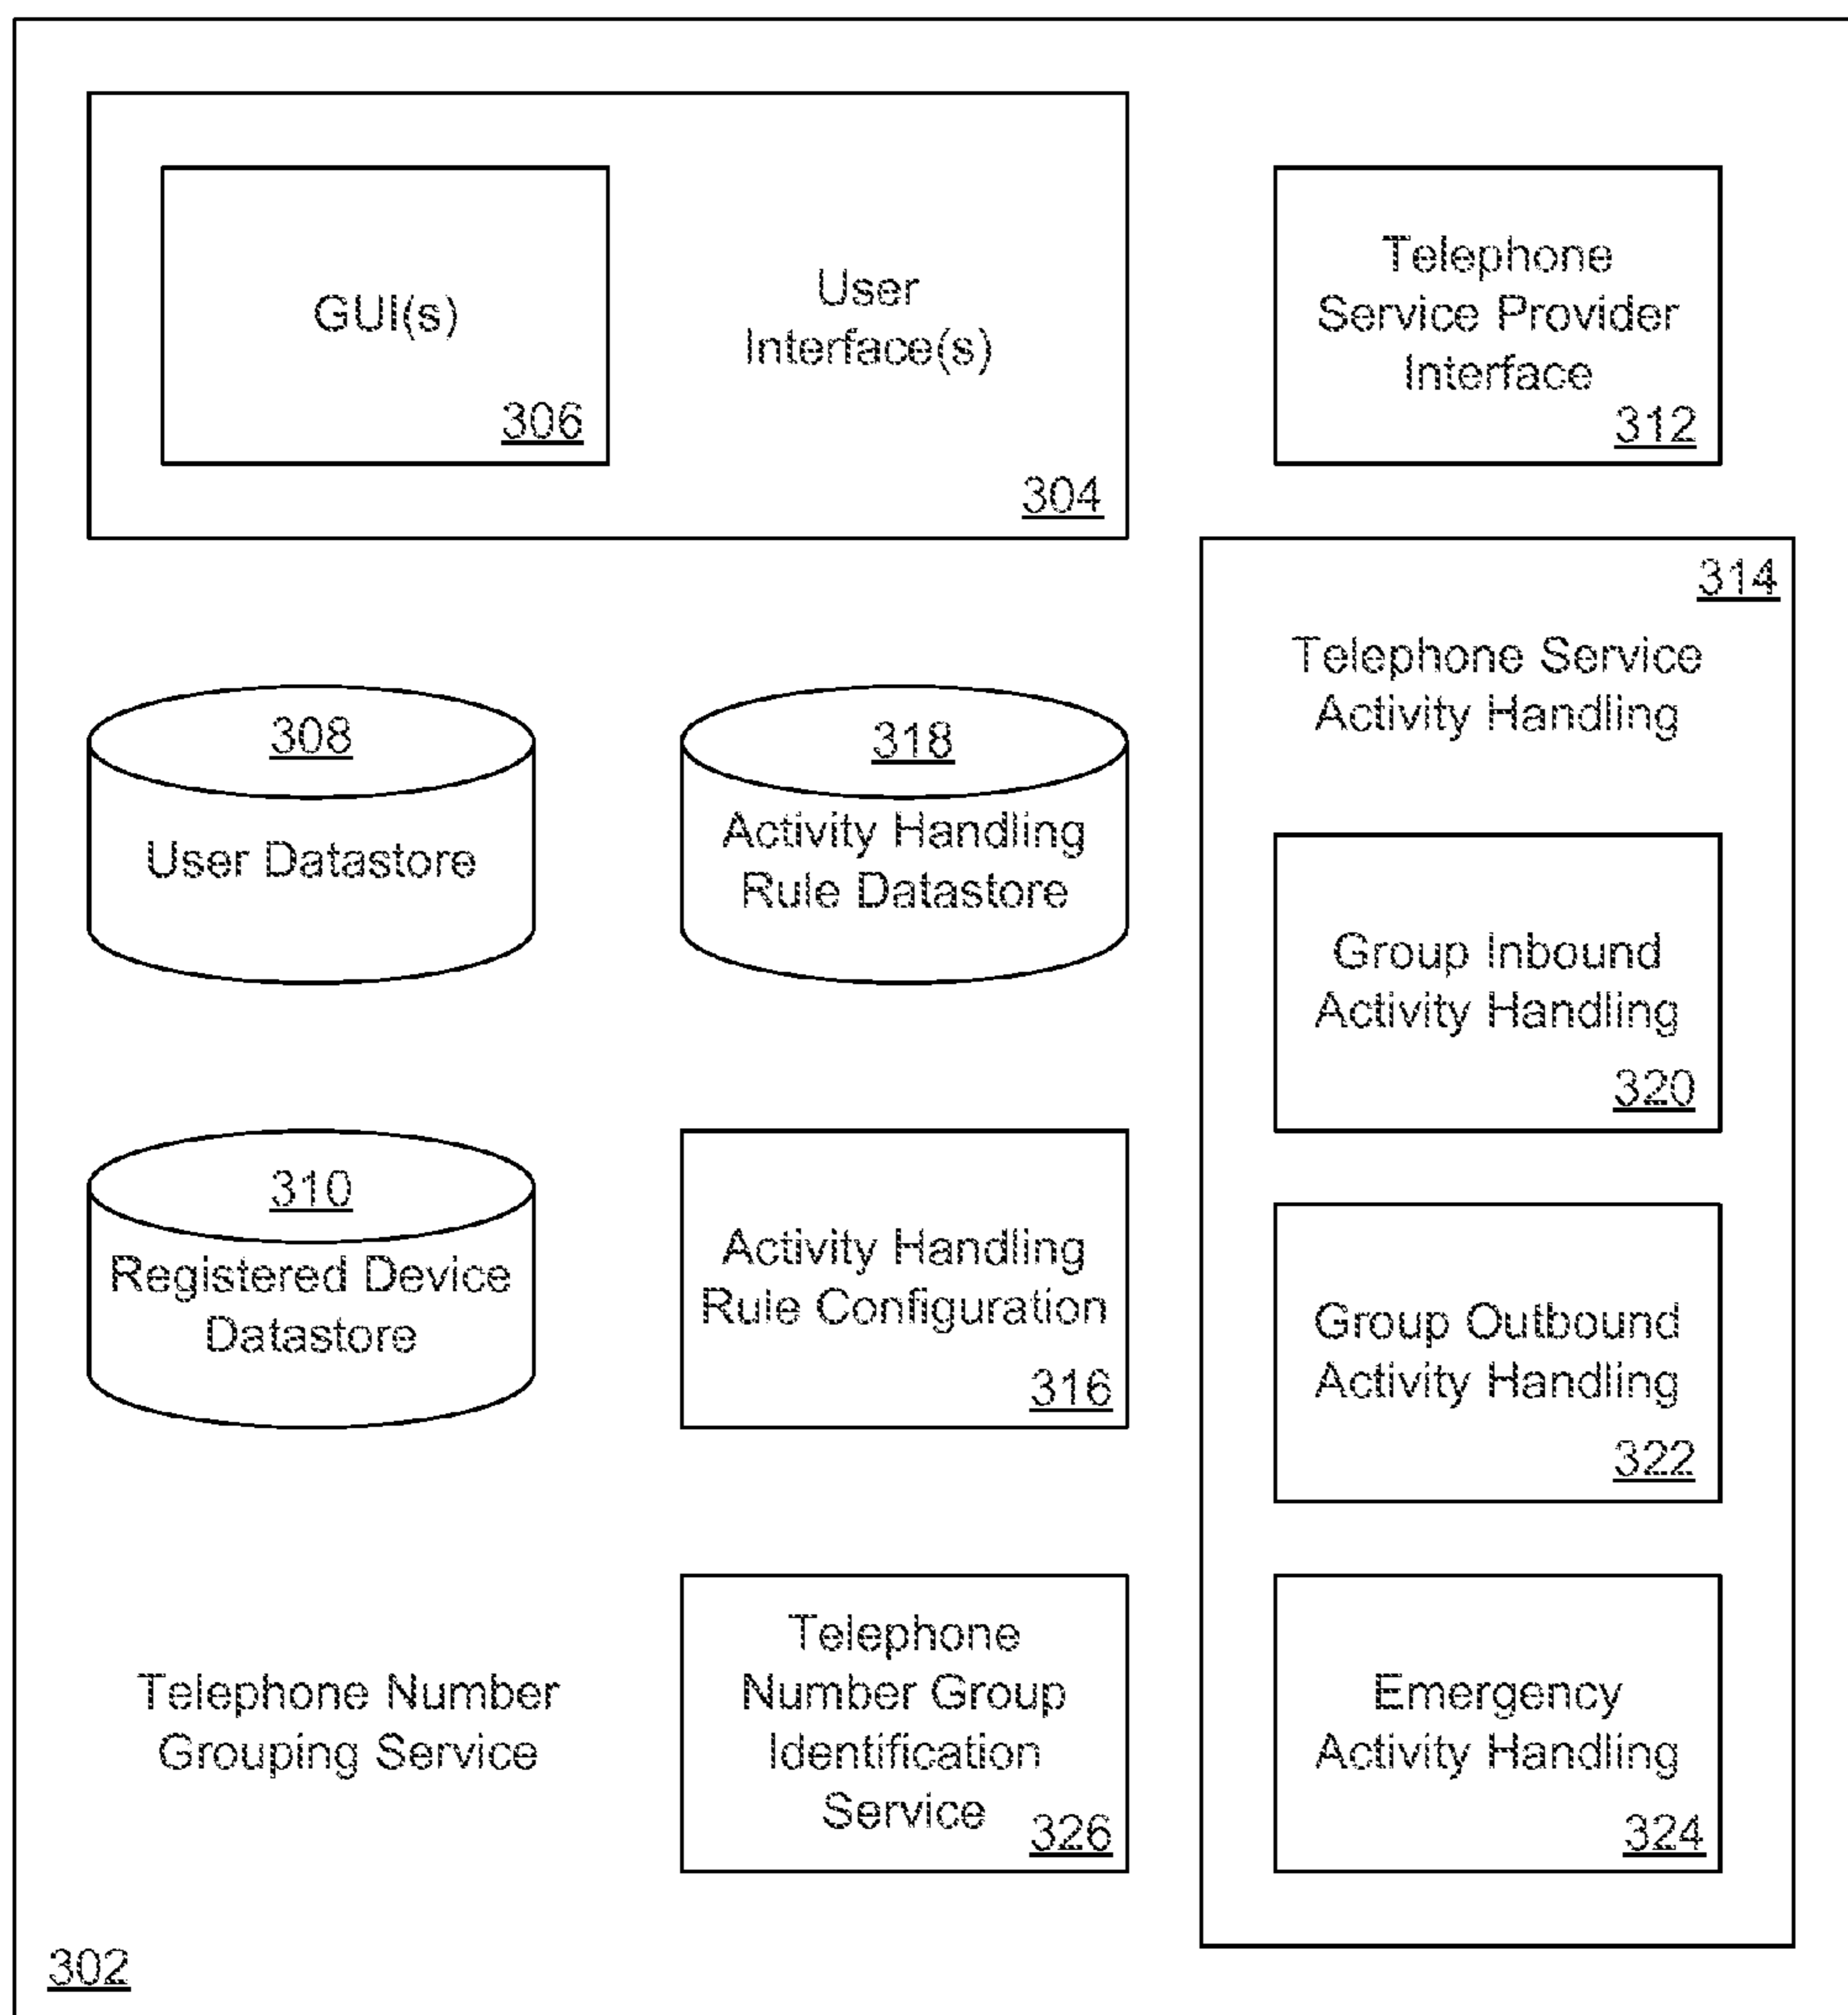 GUI(s)
306
User
Interface(s)
304
Telephone
Service Provider
Interface
312
314
Telephone Service
Activity Handling
308
User Datastore
318
Activity Handling
Rule Datastore
Group Inbound
Activity Handling
320
310
Registered Device
Datastore
Activity Handling
Rule Configuration
316
Group Outbound
Activity Handling
322
Telephone Number
Grouping Service
Telephone
Number Group
Identification
Service
326
Emergency
Activity Handling
324
302